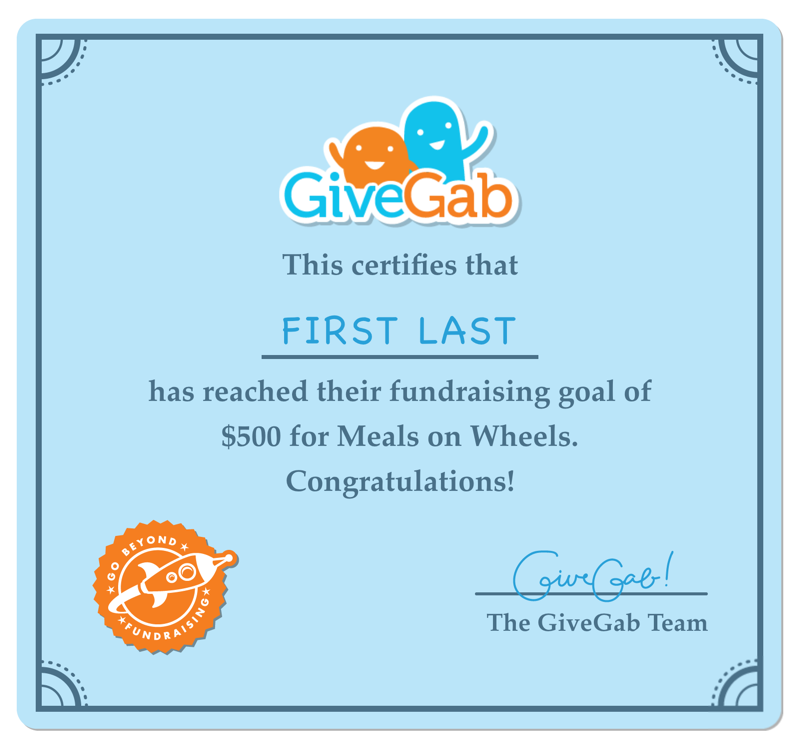 GiveGab
This certifies that
FIRST LAST
has reached their fundraising goal of
$500 for Meals on Wheels.
Congratulations!
GO BEYOND
FUNDRAISING
GiveGab!
The GiveGab Team